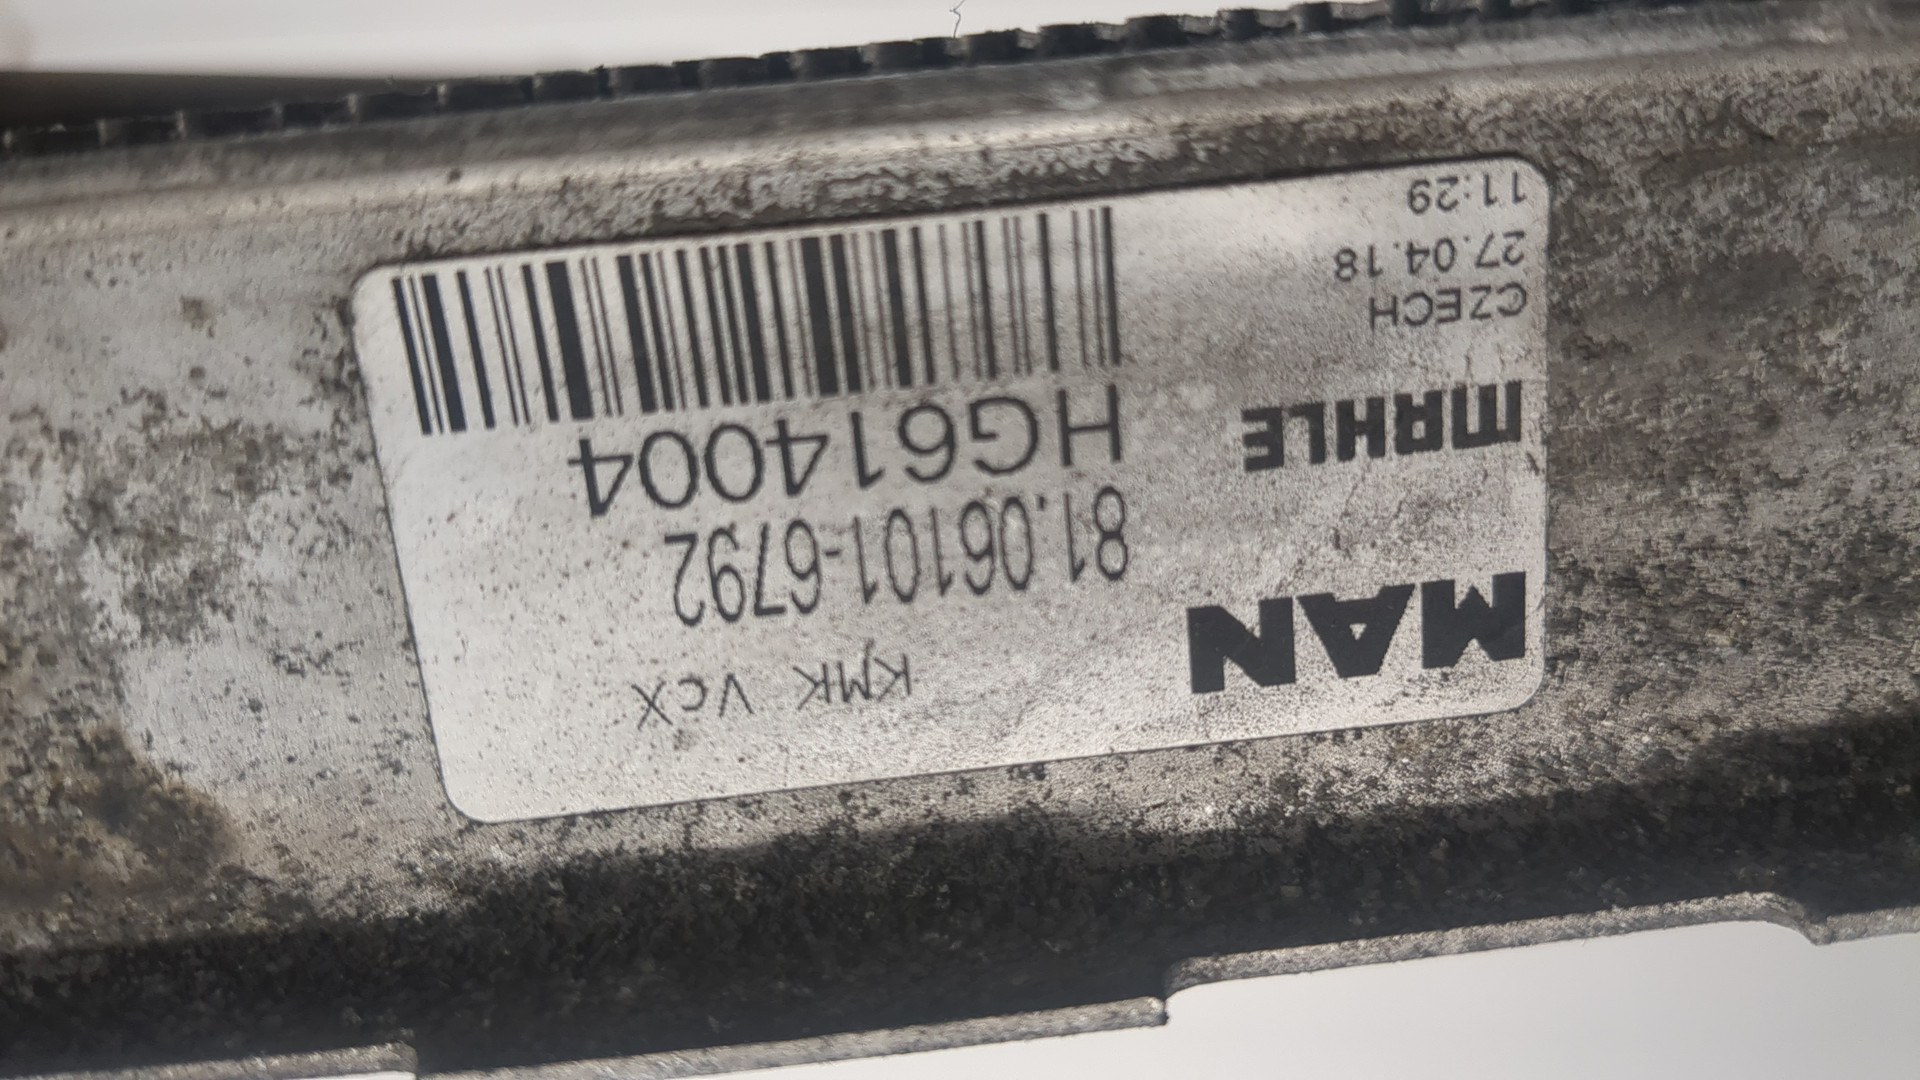 KMK VcX
MAN
81.06101-6792
MAHLE
HG614004
CZECH
27.04.18
11:29